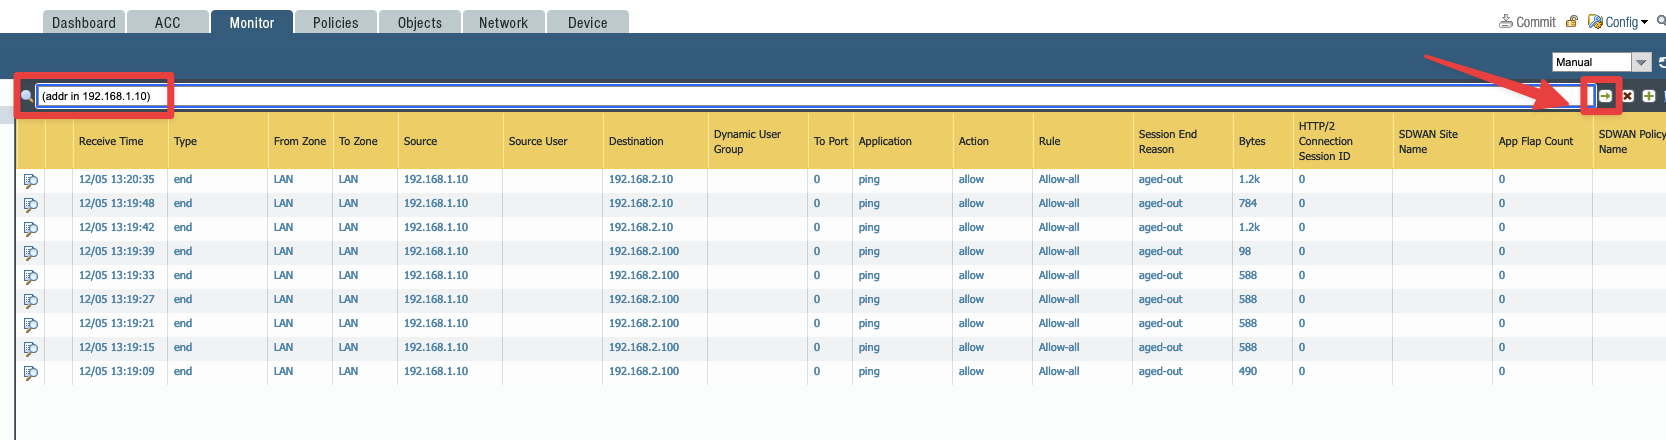 Dashboard ACC Monitor Policies Objects Network Device
Commit Config
Manual
(addr in 192.168.1.10)
Receive Time Type From Zone To Zone Source Source User Destination Dynamic User Group To Port Application Action Rule Session End Reason Bytes HTTP/2 Connection Session ID SDWAN Site Name App Flap Count SDWAN Policy Name
12/05 13:20:35 end LAN LAN 192.168.1.10 192.168.2.10 0 ping allow Allow-all aged-out 1.2k 0 0
12/05 13:19:48 end LAN LAN 192.168.1.10 192.168.2.10 0 ping allow Allow-all aged-out 784 0 0
12/05 13:19:42 end LAN LAN 192.168.1.10 192.168.2.10 0 ping allow Allow-all aged-out 1.2k 0 0
12/05 13:19:39 end LAN LAN 192.168.1.10 192.168.2.100 0 ping allow Allow-all aged-out 98 0 0
12/05 13:19:33 end LAN LAN 192.168.1.10 192.168.2.100 0 ping allow Allow-all aged-out 588 0 0
12/05 13:19:27 end LAN LAN 192.168.1.10 192.168.2.100 0 ping allow Allow-all aged-out 588 0 0
12/05 13:19:21 end LAN LAN 192.168.1.10 192.168.2.100 0 ping allow Allow-all aged-out 588 0 0
12/05 13:19:15 end LAN LAN 192.168.1.10 192.168.2.100 0 ping allow Allow-all aged-out 588 0 0
12/05 13:19:09 end LAN LAN 192.168.1.10 192.168.2.100 0 ping allow Allow-all aged-out 490 0 0